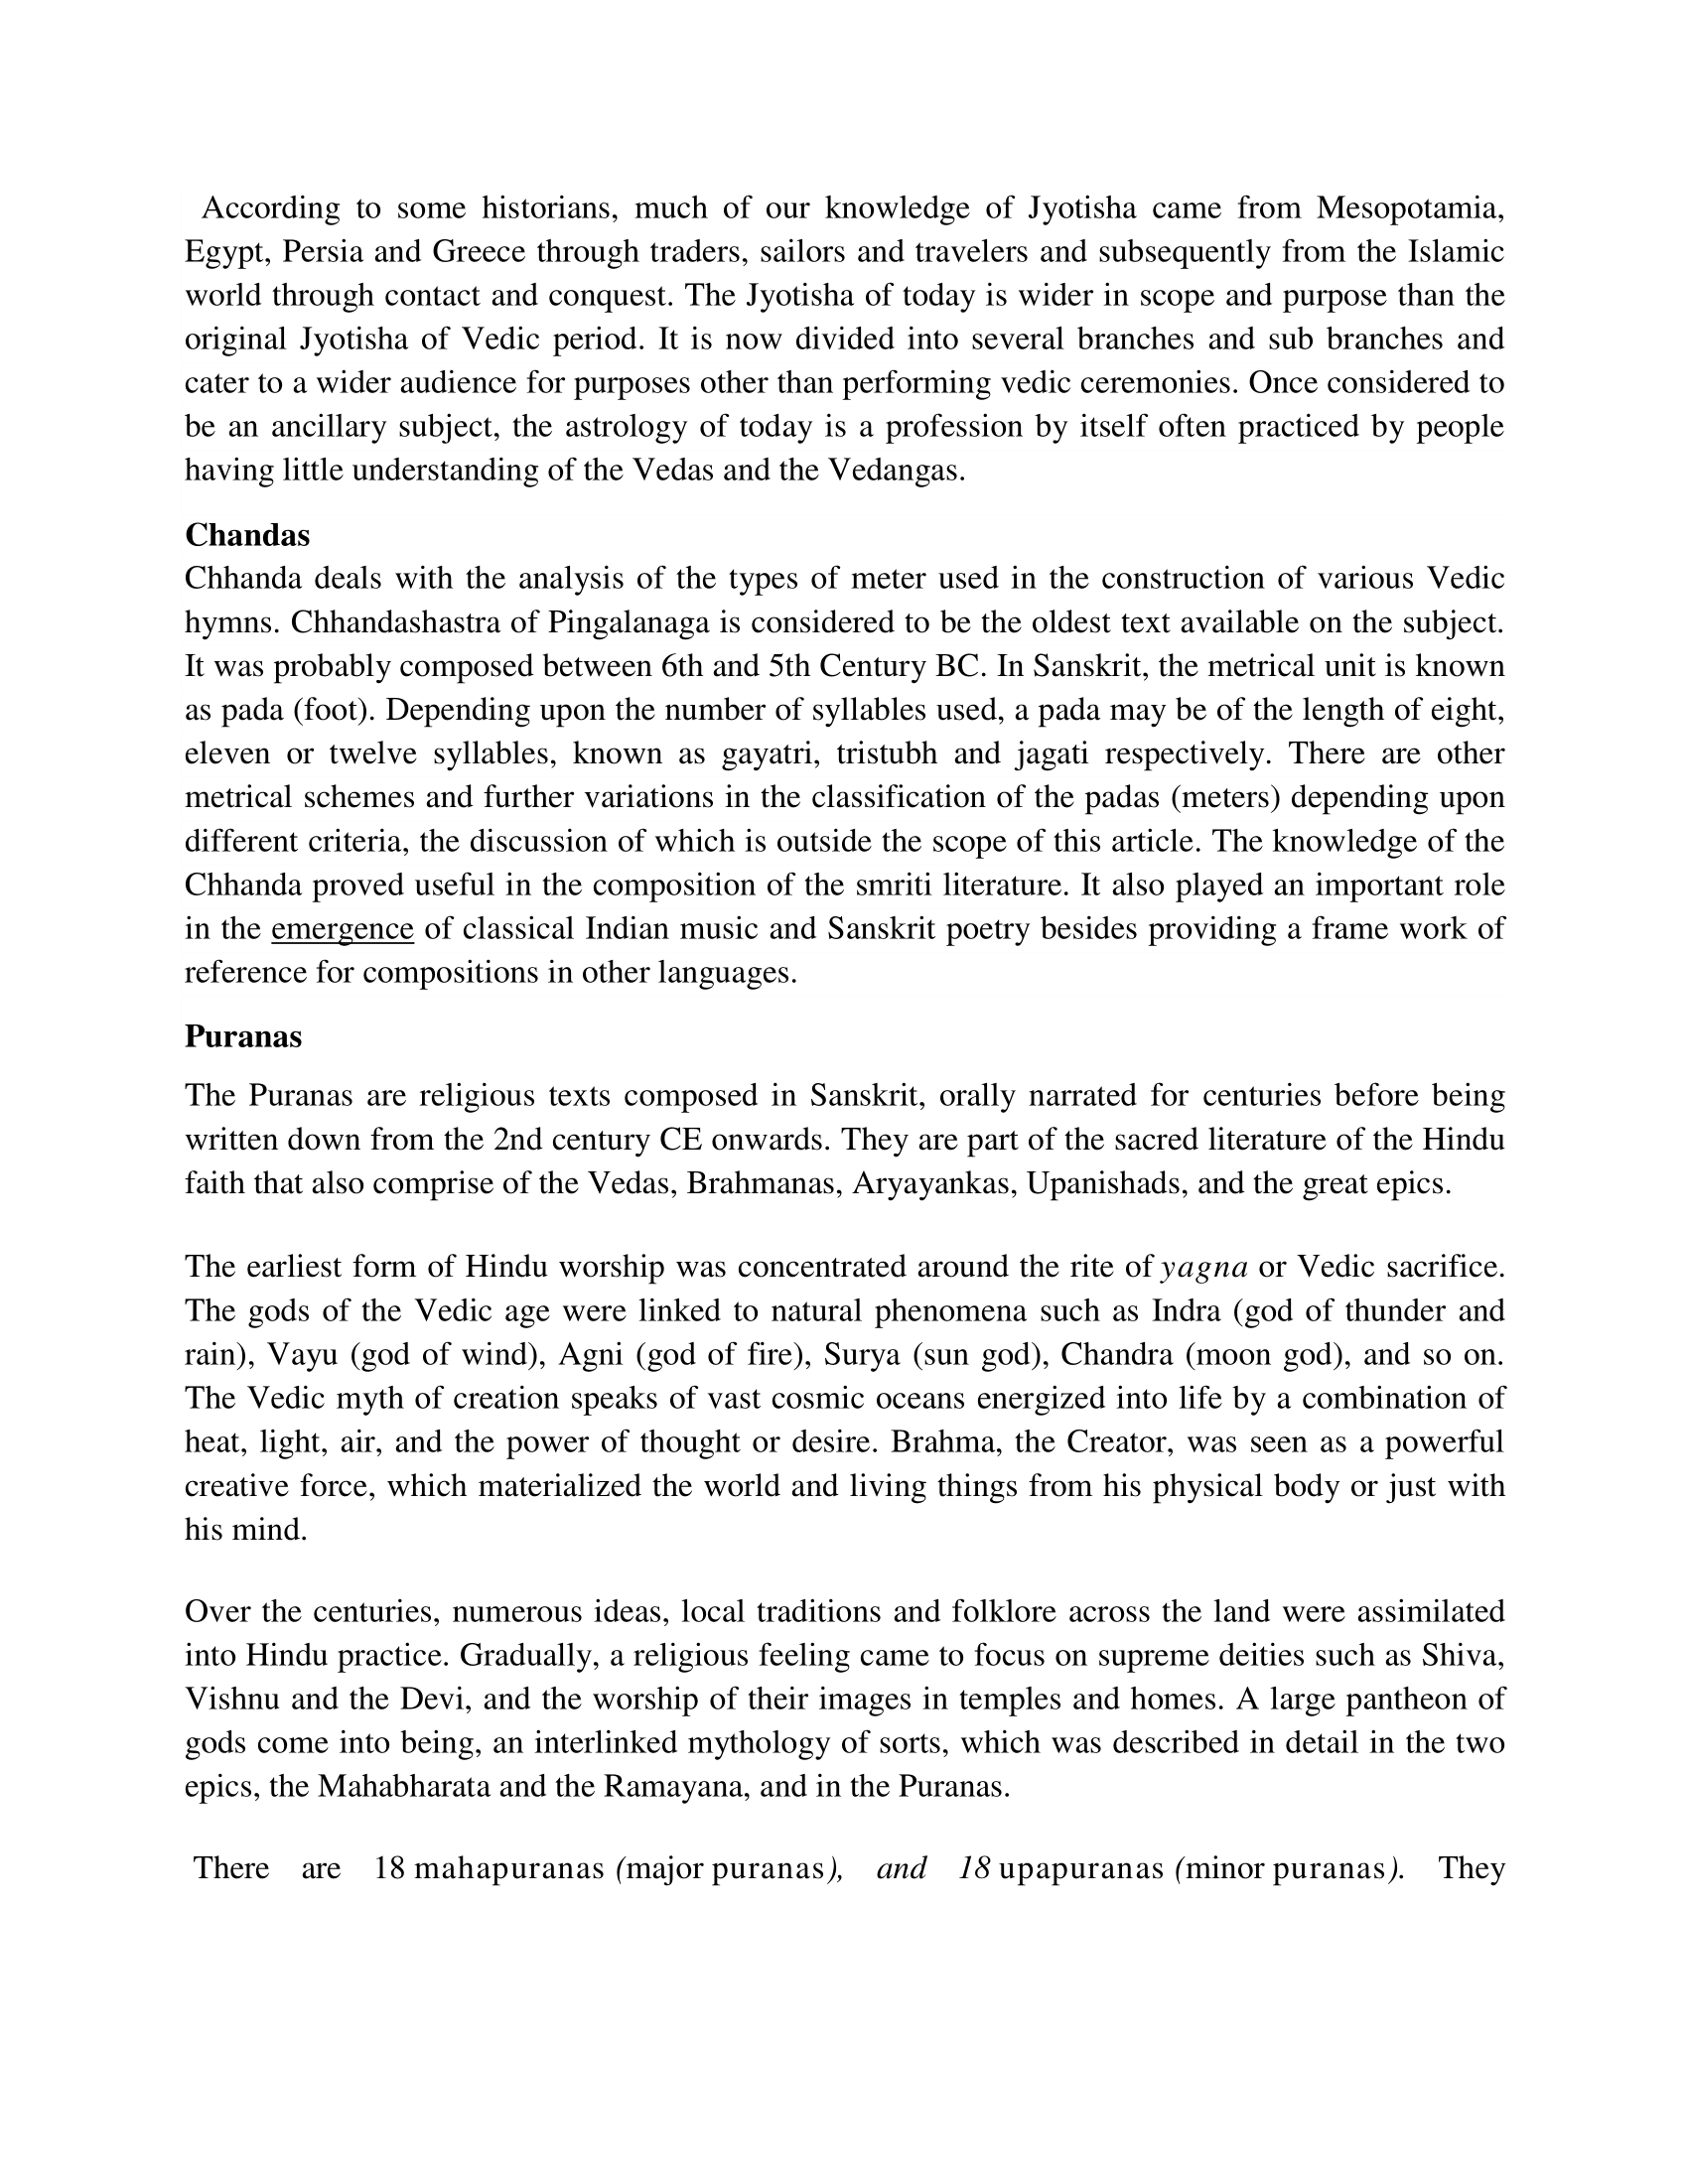 According to some historians, much of our knowledge of Jyotisha came from Mesopotamia,
Egypt, Persia and Greece through traders, sailors and travelers and subsequently from the Islamic
world through contact and conquest. The Jyotisha of today is wider in scope and purpose than the
original Jyotisha of Vedic period. It is now divided into several branches and sub branches and
cater to a wider audience for purposes other than performing vedic ceremonies. Once considered to
be an ancillary subject, the astrology of today is a profession by itself often practiced by people
having little understanding of the Vedas and the Vedangas.
Chandas
Chhanda deals with the analysis of the types of meter used in the construction of various Vedic
hymns. Chhandashastra of Pingalanaga is considered to be the oldest text available on the subject.
It was probably composed between 6th and 5th Century BC. In Sanskrit, the metrical unit is known
as pada (foot). Depending upon the number of syllables used, a pada may be of the length of eight,
eleven or twelve syllables, known as gayatri, tristubh and jagati respectively. There are other
metrical schemes and further variations in the classification of the padas (meters) depending upon
different criteria, the discussion of which is outside the scope of this article. The knowledge of the
Chhanda proved useful in the composition of the smriti literature. It also played an important role
in the emergence of classical Indian music and Sanskrit poetry besides providing a frame work of
reference for compositions in other languages.
Puranas
The Puranas are religious texts composed in Sanskrit, orally narrated for centuries before being
written down from the 2nd century CE onwards. They are part of the sacred literature of the Hindu
faith that also comprise of the Vedas, Brahmanas, Aryayankas, Upanishads, and the great epics.
The earliest form of Hindu worship was concentrated around the rite of yagna or Vedic sacrifice.
The gods of the Vedic age were linked to natural phenomena such as Indra (god of thunder and
rain), Vayu (god of wind), Agni (god of fire), Surya (sun god), Chandra (moon god), and so on.
The Vedic myth of creation speaks of vast cosmic oceans energized into life by a combination of
heat, light, air, and the power of thought or desire. Brahma, the Creator, was seen as a powerful
creative force, which materialized the world and living things from his physical body or just with
his mind.
Over the centuries, numerous ideas, local traditions and folklore across the land were assimilated
into Hindu practice. Gradually, a religious feeling came to focus on supreme deities such as Shiva,
Vishnu and the Devi, and the worship of their images in temples and homes. A large pantheon of
gods come into being, an interlinked mythology of sorts, which was described in detail in the two
epics, the Mahabharata and the Ramayana, and in the Puranas.
There are 18 mahapuranas (major puranas), and 18 upapuranas (minor puranas). They